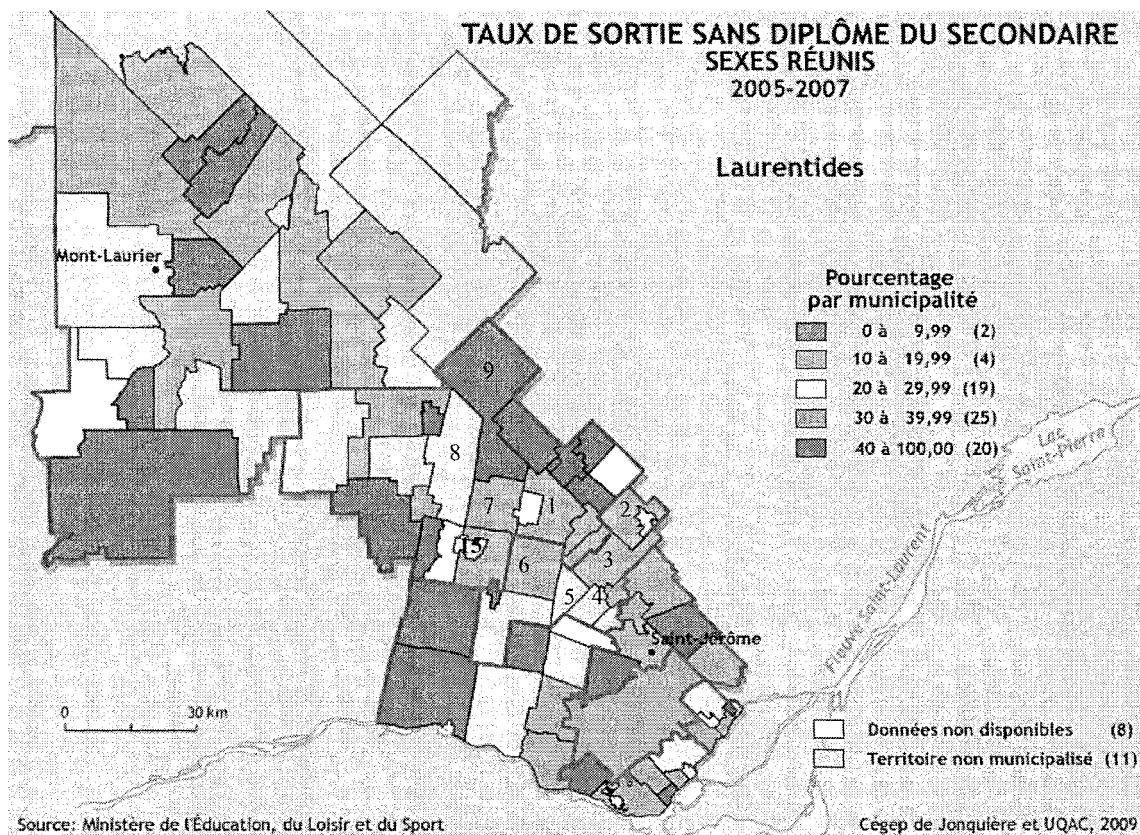 TAUX DE SORTIE SANS DIPLÔME DU SECONDAIRE
SEXES RÉUNIS
2005-2007
Laurentides
Mont-Laurier
Pourcentage
par municipalité
0 à 9,99 (2)
10 à 19,99 (4)
20 à 29,99 (19)
30 à 39,99 (25)
40 à 100,00 (20)
9
8
7
1
2
15
6
3
5
4
Saint-Jérôme
Lac
Saint-Pierre
Fleuve Saint-Laurent
0 30 km
Données non disponibles (8)
Territoire non municipalisé (11)
Source: Ministère de l'Éducation, du Loisir et du Sport
Cégep de Jonquière et UQAC, 2009